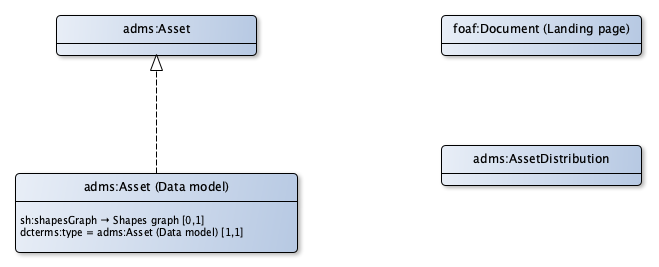 adms:Asset
foaf:Document (Landing page)
adms:AssetDistribution
adms:Asset (Data model)
sh:shapesGraph → Shapes graph [0,1]
dcterms:type = adms:Asset (Data model) [1,1]